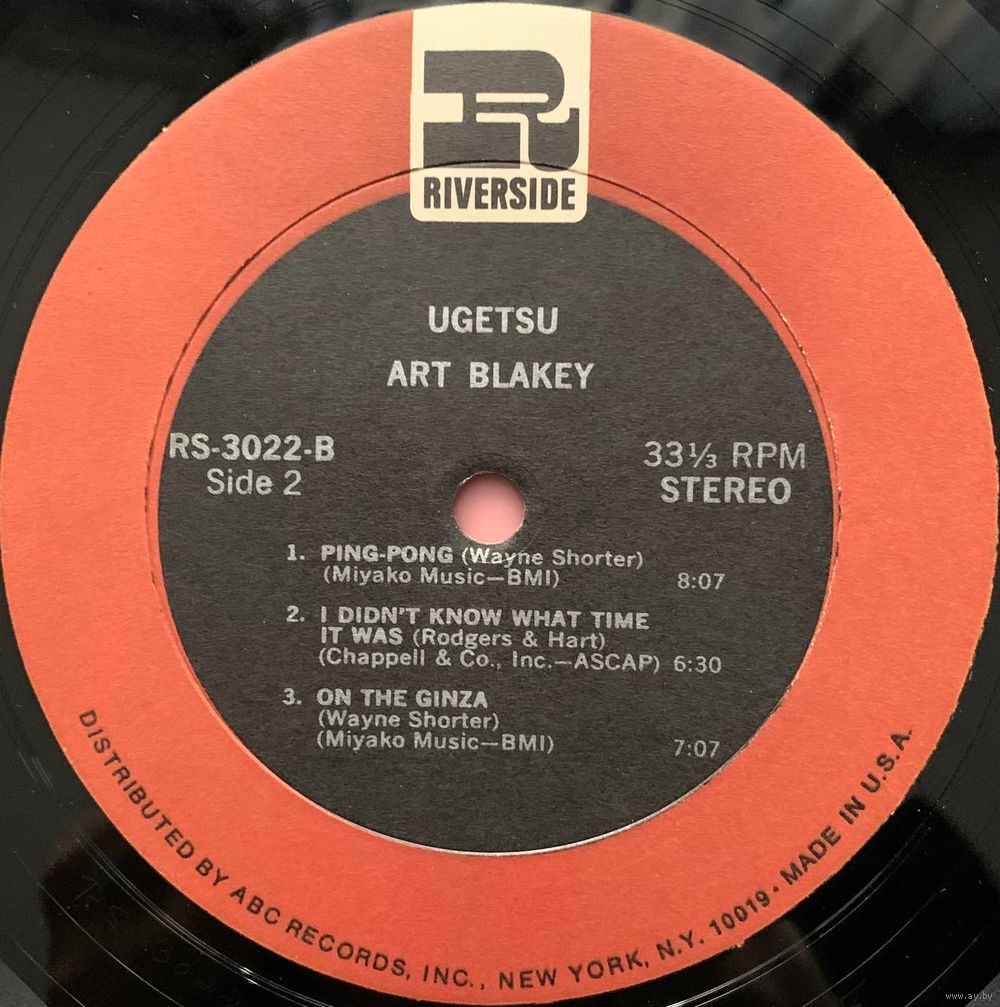 RIVERSIDE
UGETSU
ART BLAKEY
RS-3022-B
Side 2
33⅓ RPM
STEREO
1. PING-PONG (Wayne Shorter)
(Miyako Music—BMI) 8:07
2. I DIDN'T KNOW WHAT TIME
IT WAS (Rodgers & Hart)
(Chappell & Co., Inc.—ASCAP) 6:30
3. ON THE GINZA
(Wayne Shorter)
(Miyako Music—BMI) 7:07
DISTRIBUTED BY ABC RECORDS, INC., NEW YORK, N.Y. 10019 · MADE IN U.S.A.
www.ay.by